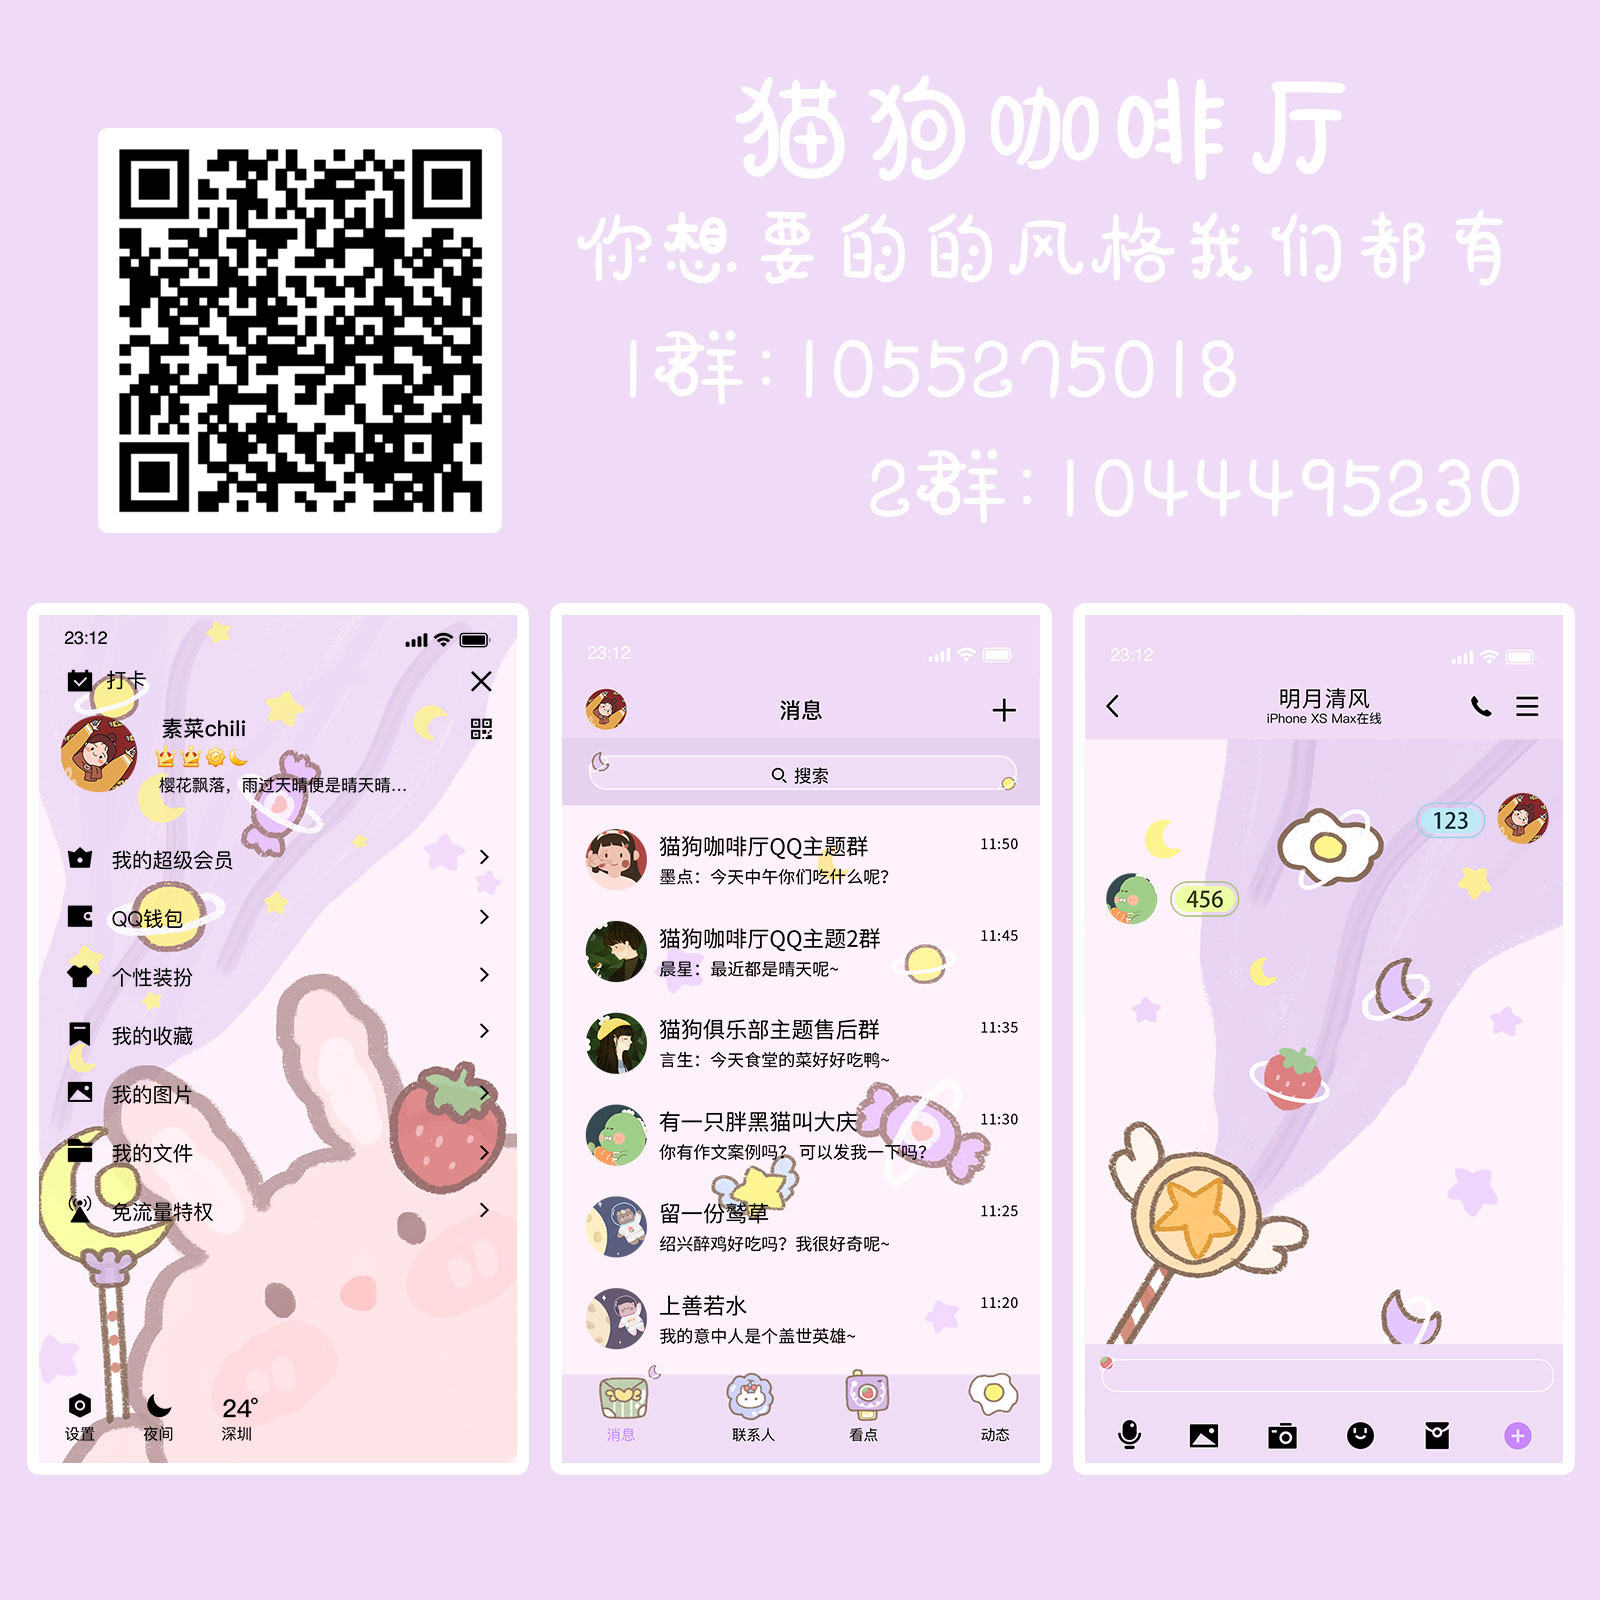 猫狗咖啡厅
你想要的的风格我们都有
1群:1055275018
2群:1044495230
23:12
打卡
素菜chili
樱花飘落，雨过天晴便是晴天晴...
我的超级会员
QQ钱包
个性装扮
我的收藏
我的图片
我的文件
免流量特权
24°
设置 夜间 深圳
23:12
消息
搜索
猫狗咖啡厅QQ主题群 11:50
墨点：今天中午你们吃什么呢？
猫狗咖啡厅QQ主题2群 11:45
晨星：最近都是晴天呢~
猫狗俱乐部主题售后群 11:35
言生：今天食堂的菜好好吃鸭~
有一只胖黑猫叫大庆 11:30
你有作文案例吗？可以发我一下吗？
留一份鹫草 11:25
绍兴醉鸡好吃吗？我很好奇呢~
上善若水 11:20
我的意中人是个盖世英雄~
消息 联系人 看点 动态
23:12
明月清风
iPhone XS Max在线
123
456